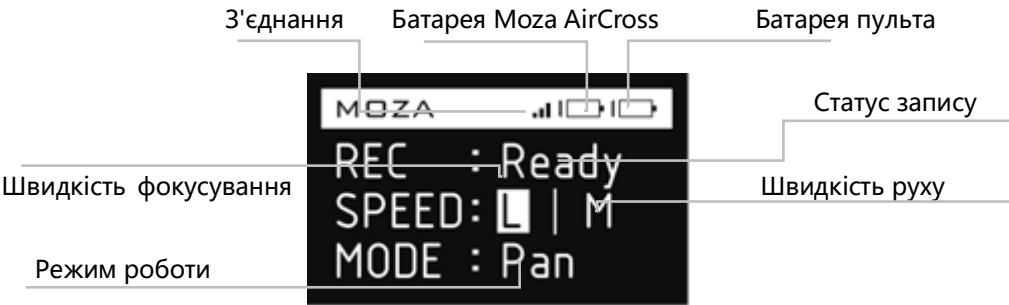 З'єднання
Батарея Moza AirCross
Батарея пульта
MOZA
Статус запису
REC : Ready
Швидкість фокусування
SPEED: L | M
Швидкість руху
MODE : Pan
Режим роботи